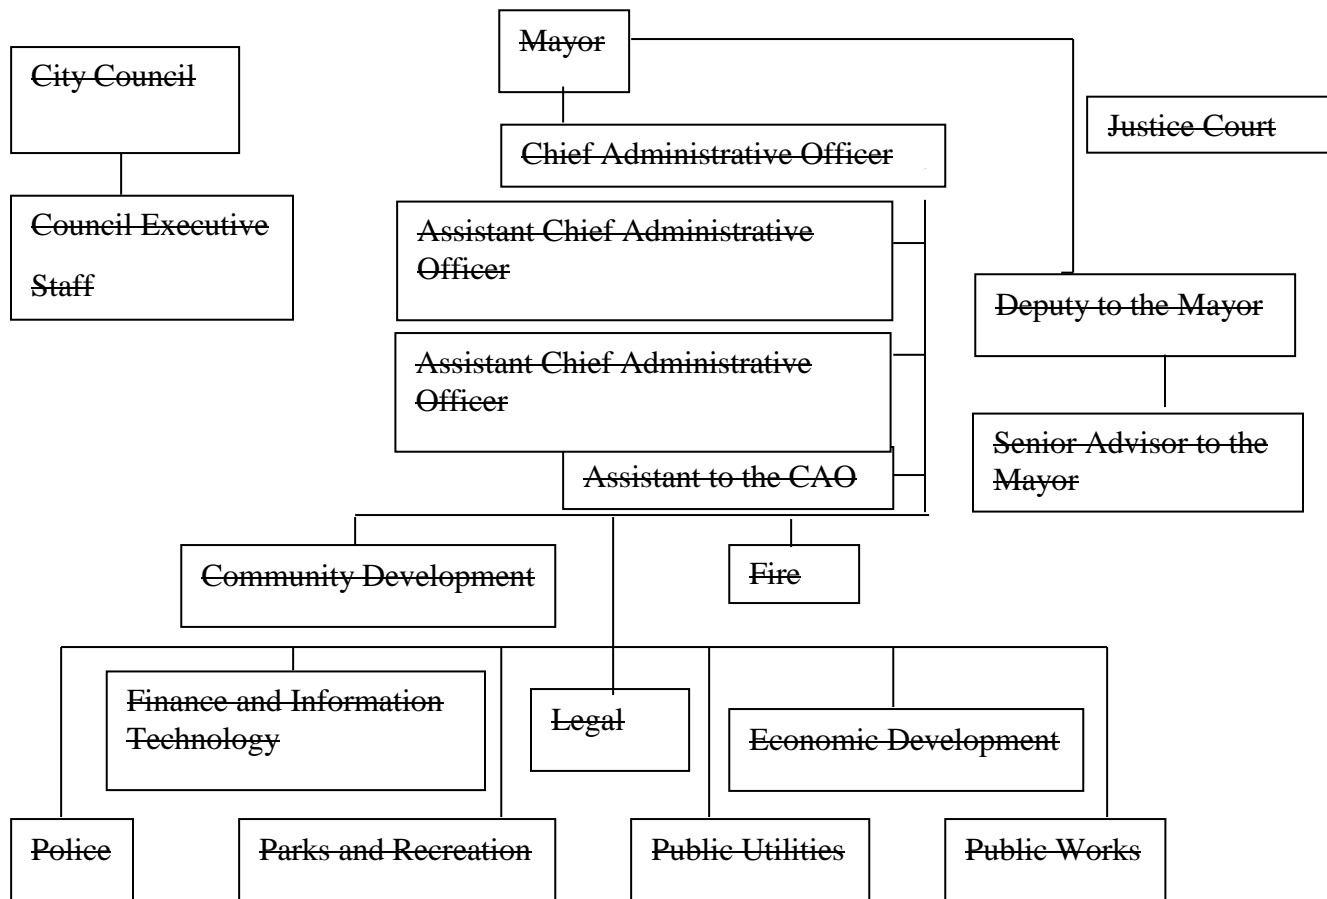 Mayor
City Council
Justice Court
Chief Administrative Officer
Council Executive
Staff
Assistant Chief Administrative
Officer
Deputy to the Mayor
Assistant Chief Administrative
Officer
Senior Advisor to the
Mayor
Assistant to the CAO
Community Development
Fire
Finance and Information
Technology
Legal
Economic Development
Police
Parks and Recreation
Public Utilities
Public Works